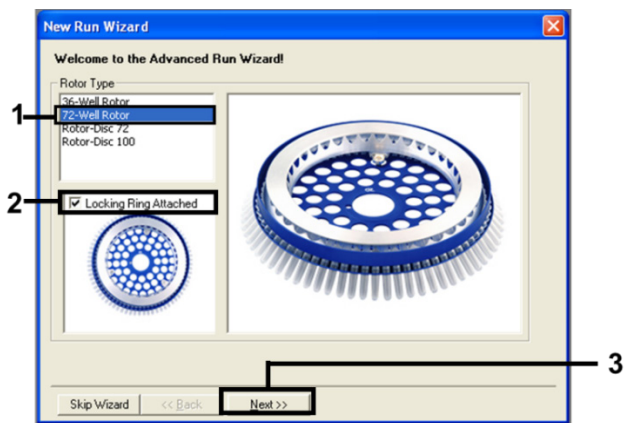 New Run Wizard
Welcome to the Advanced Run Wizard!
Rotor Type
36-Well Rotor
1
72-Well Rotor
Rotor-Disc 72
Rotor-Disc 100
2
Locking Ring Attached
3
Skip Wizard
<< Back
Next >>